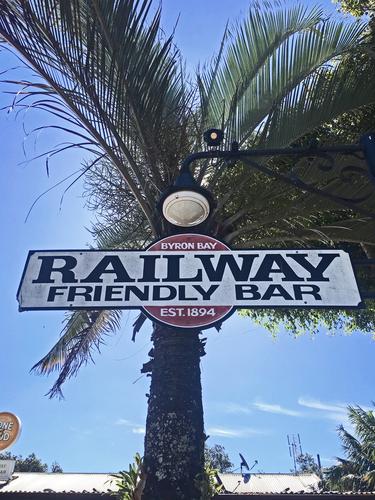 BYRON BAY
RAILWAY
FRIENDLY BAR
EST. 1894